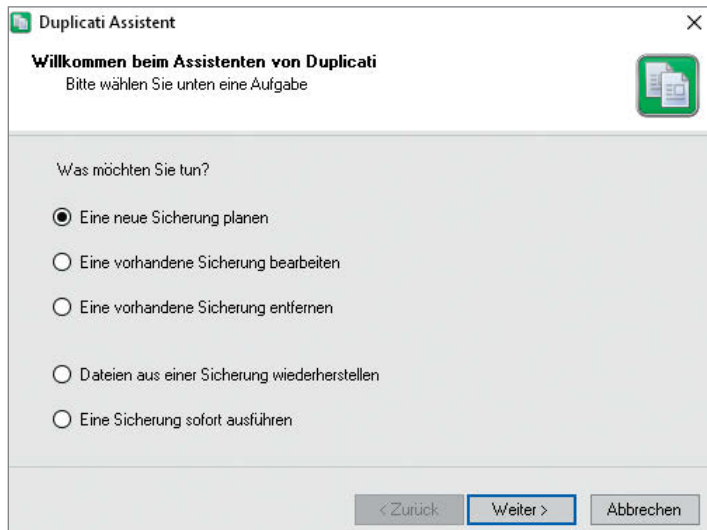 Duplicati Assistent
Willkommen beim Assistenten von Duplicati
Bitte wählen Sie unten eine Aufgabe
Was möchten Sie tun?
Eine neue Sicherung planen
Eine vorhandene Sicherung bearbeiten
Eine vorhandene Sicherung entfernen
Dateien aus einer Sicherung wiederherstellen
Eine Sicherung sofort ausführen
< Zurück Weiter > Abbrechen